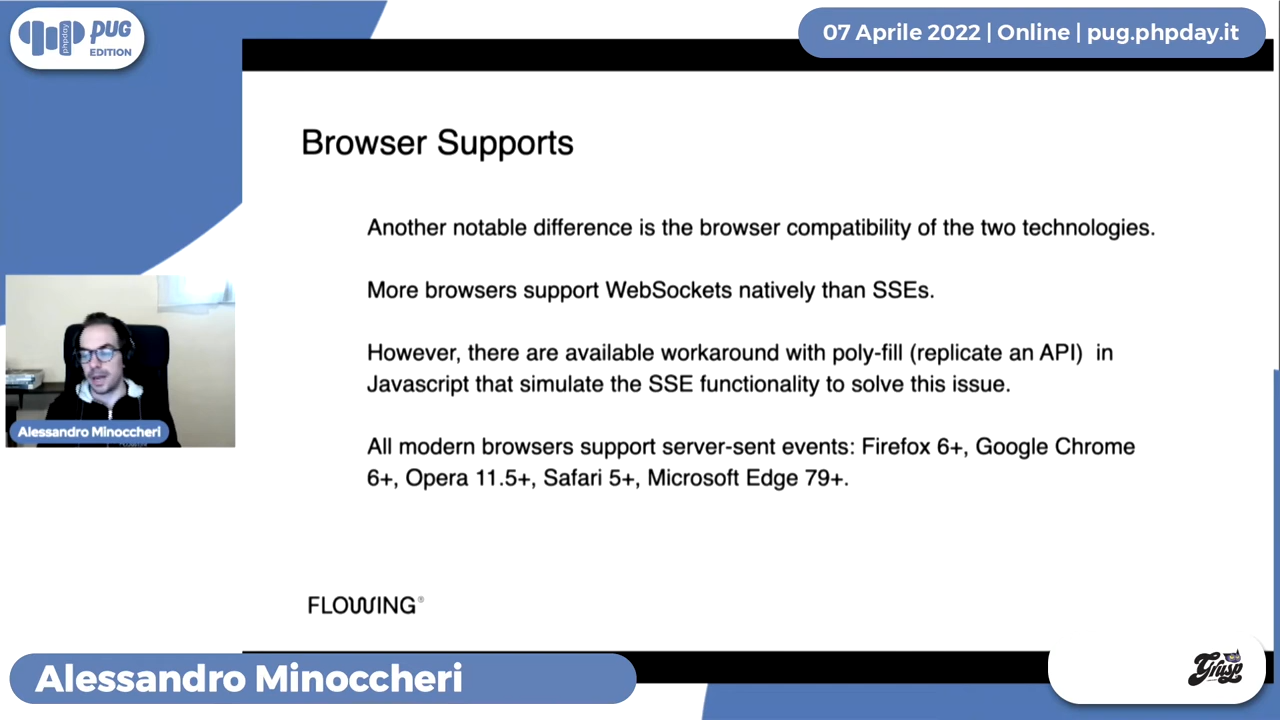 phpday
PUG
EDITION
07 Aprile 2022 | Online | pug.phpday.it
Browser Supports
Another notable difference is the browser compatibility of the two technologies.
More browsers support WebSockets natively than SSEs.
However, there are available workaround with poly-fill (replicate an API)  in
Javascript that simulate the SSE functionality to solve this issue.
All modern browsers support server-sent events: Firefox 6+, Google Chrome
6+, Opera 11.5+, Safari 5+, Microsoft Edge 79+.
Alessandro Minoccheri
FLOWING®
Alessandro Minoccheri
Grusp